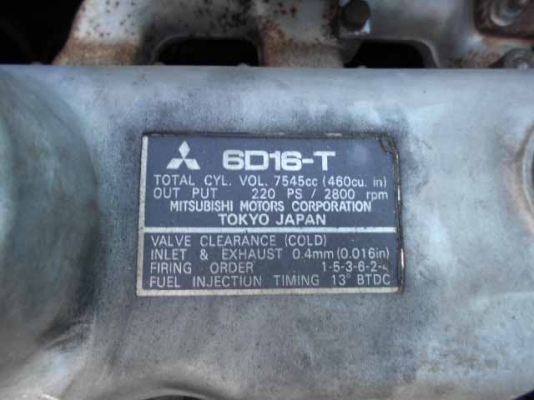 6D16-T
TOTAL CYL. VOL. 7545cc (460cu. in)
OUT PUT 220 PS / 2800 rpm
MITSUBISHI MOTORS CORPORATION
TOKYO JAPAN
VALVE CLEARANCE (COLD)
INLET & EXHAUST 0.4mm (0.016in)
FIRING ORDER 1-5-3-6-2-4
FUEL INJECTION TIMING 13° BTDC